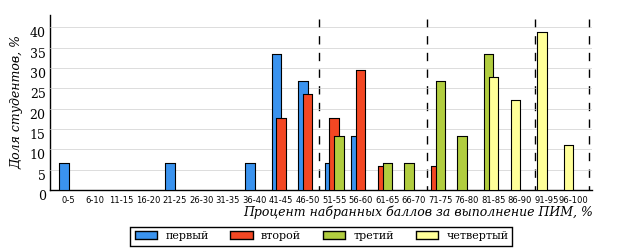 Доля студентов, %
40
35
30
25
20
15
10
5
0
0-5 6-10 11-15 16-20 21-25 26-30 31-35 36-40 41-45 46-50 51-55 56-60 61-65 66-70 71-75 76-80 81-85 86-90 91-95 96-100
Процент набранных баллов за выполнение ПИМ, %
первый второй третий четвертый